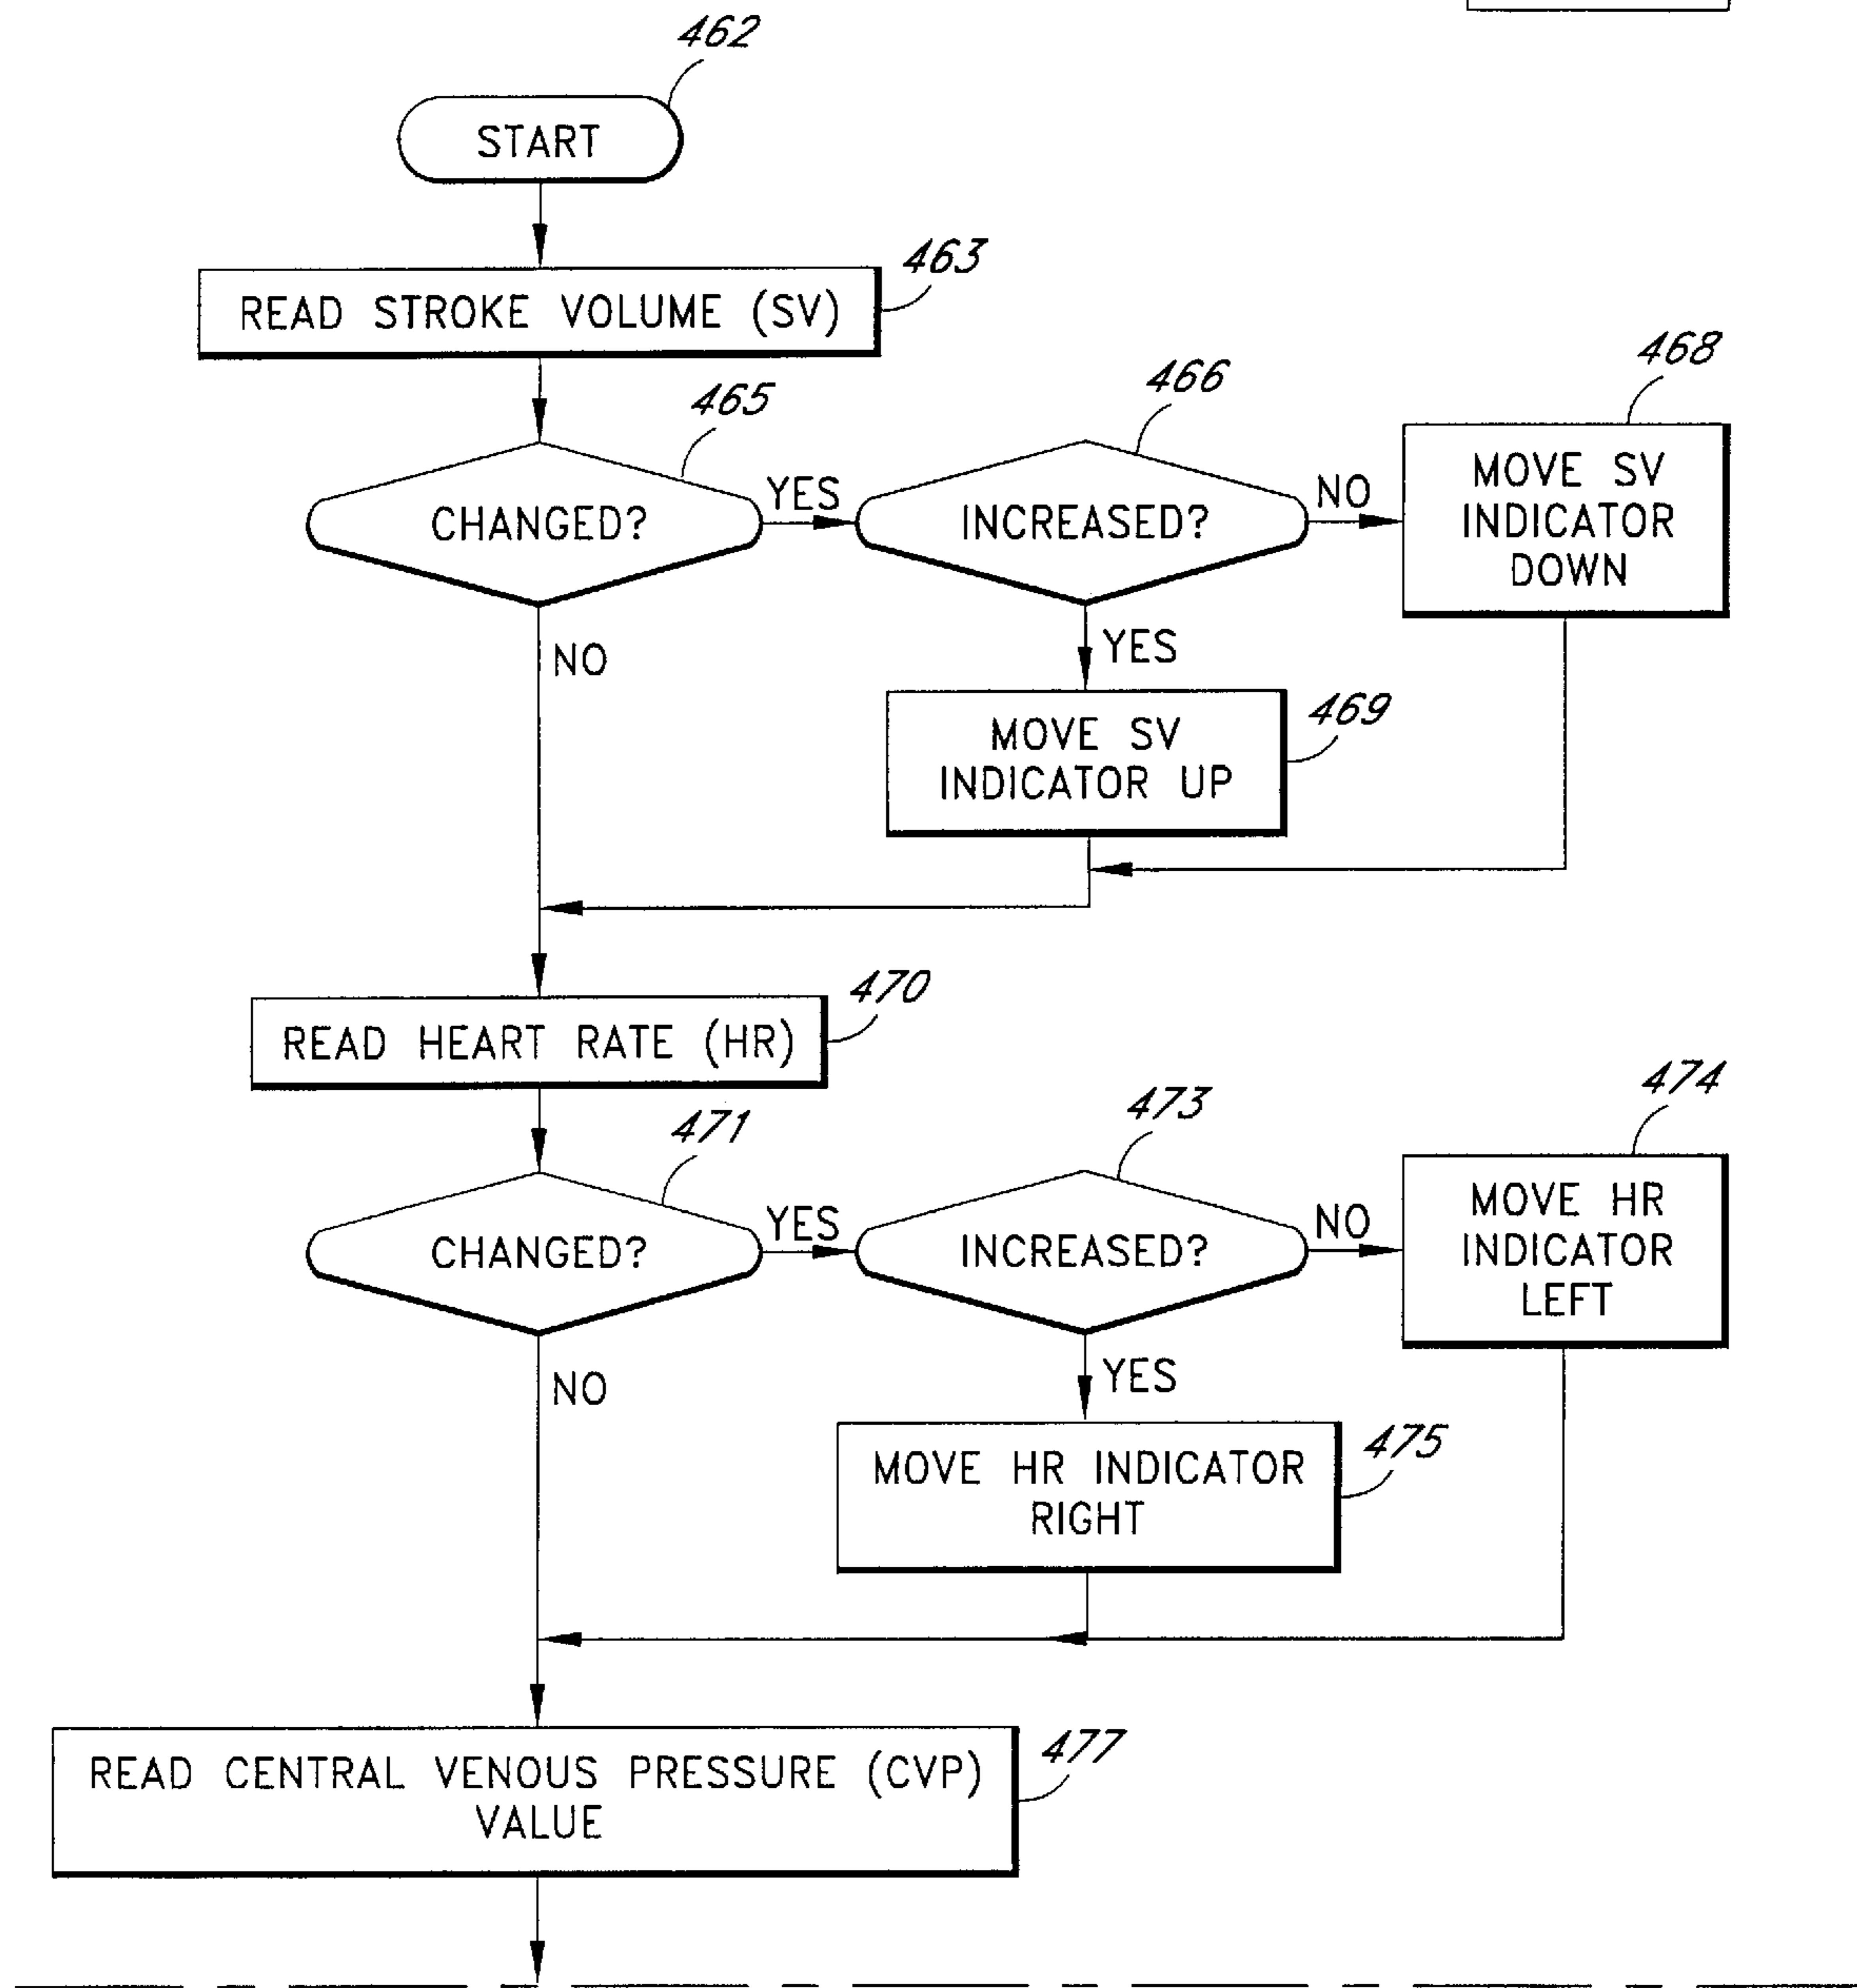 462
START
463
READ STROKE VOLUME (SV)
465
466
468
CHANGED?
YES
INCREASED?
NO
MOVE SV
INDICATOR
DOWN
NO
YES
469
MOVE SV
INDICATOR UP
470
READ HEART RATE (HR)
471
473
474
CHANGED?
YES
INCREASED?
NO
MOVE HR
INDICATOR
LEFT
NO
YES
475
MOVE HR INDICATOR
RIGHT
477
READ CENTRAL VENOUS PRESSURE (CVP)
VALUE